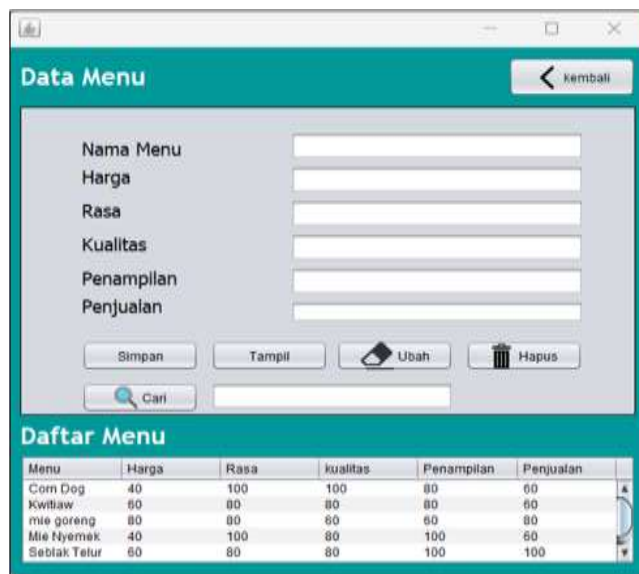 Data Menu
kembali
Nama Menu
Harga
Rasa
Kualitas
Penampilan
Penjualan
Simpan Tampil Ubah Hapus
Cari
Daftar Menu
Menu Harga Rasa kualitas Penampilan Penjualan
Corn Dog 40 100 100 80 60
Kwitiaw 60 80 80 80 60
mie goreng 80 80 60 60 80
Mie Nyemek 40 100 80 100 60
Seblak Telur 60 80 80 100 100